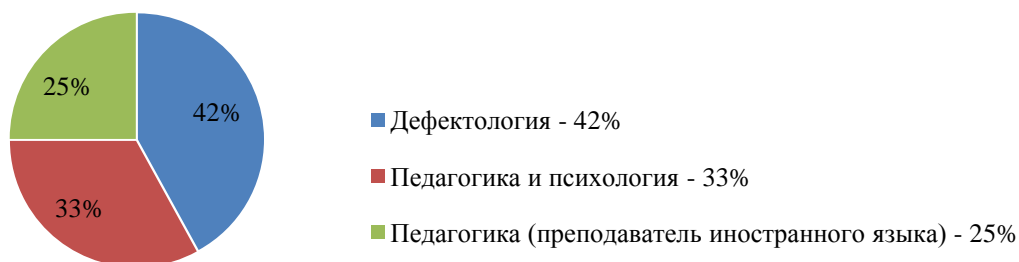 25%
42%
33%
Дефектология - 42%
Педагогика и психология - 33%
Педагогика (преподаватель иностранного языка) - 25%